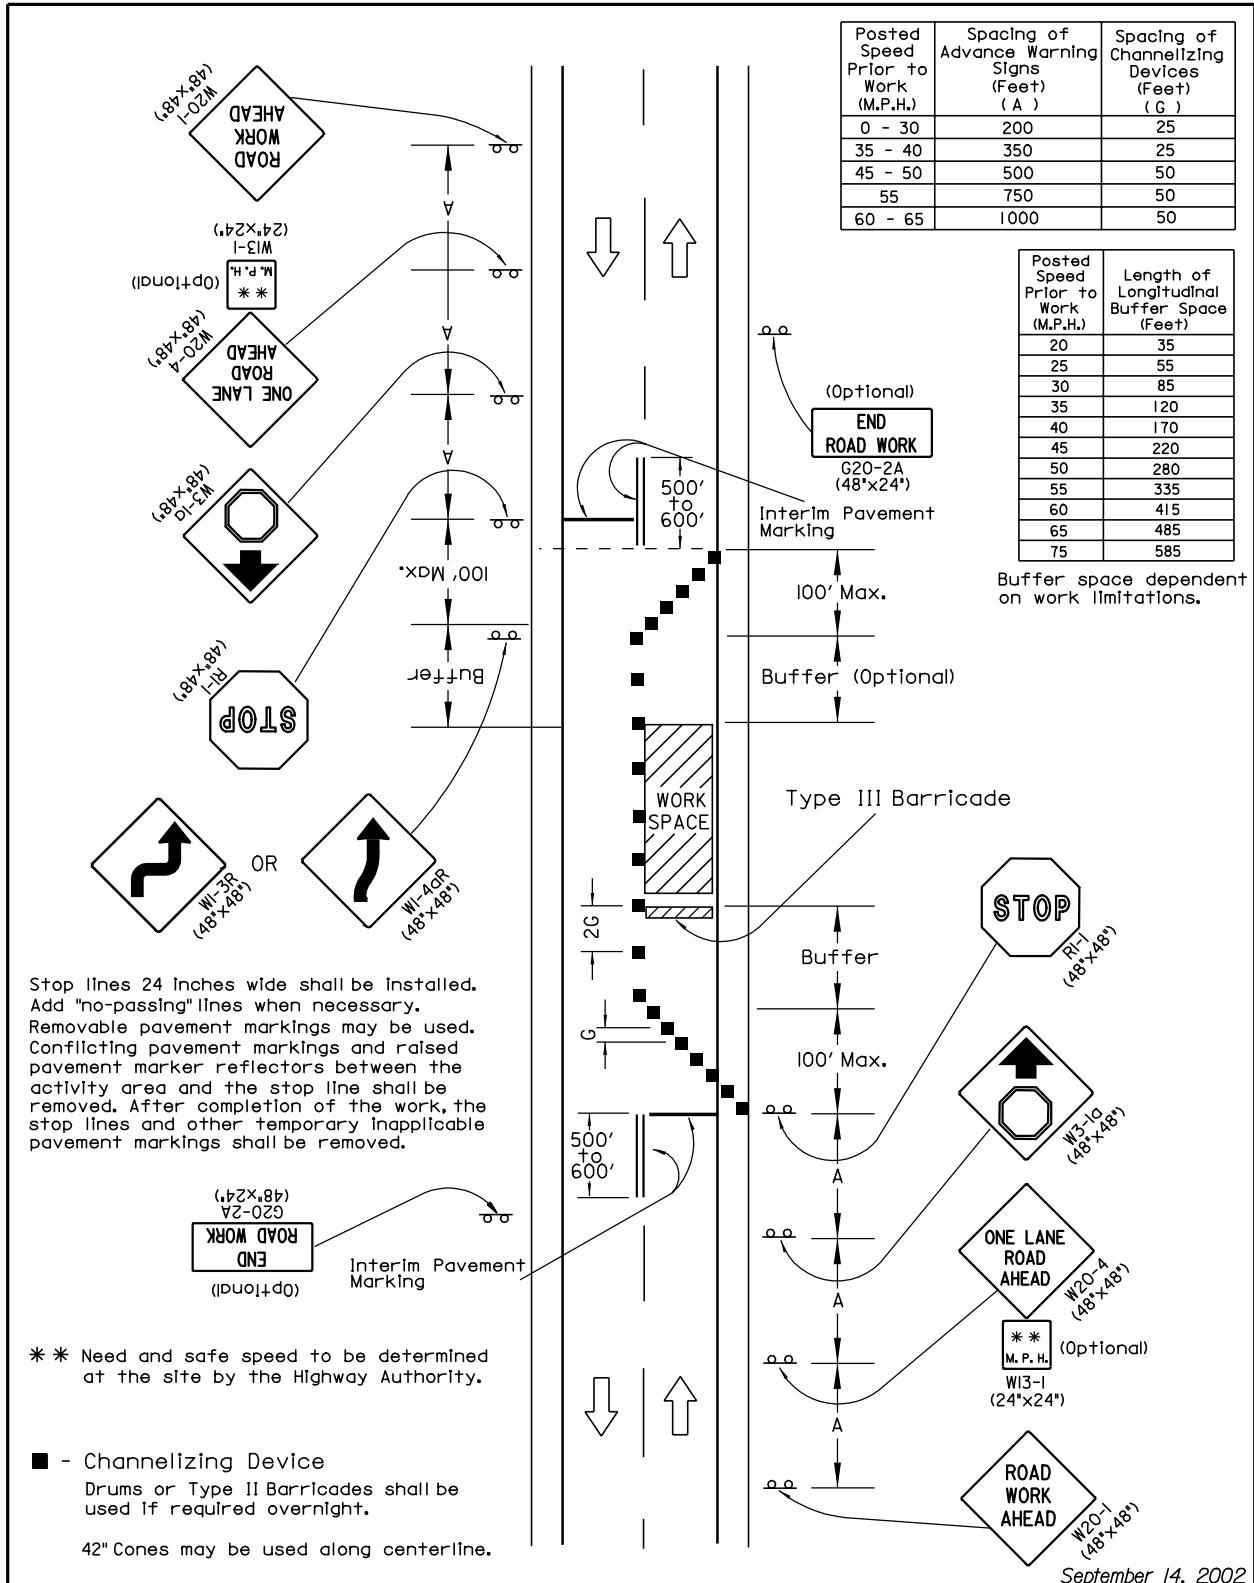 Posted
Speed
Prior to
Work
(M.P.H.)
Spacing of
Advance Warning
Signs
(Feet)
( A )
Spacing of
Channelizing
Devices
(Feet)
( G )
0 - 30 200 25
35 - 40 350 25
45 - 50 500 50
55 750 50
60 - 65 1000 50
Posted
Speed
Prior to
Work
(M.P.H.)
Length of
Longitudinal
Buffer Space
(Feet)
20 35
25 55
30 85
35 120
40 170
45 220
50 280
55 335
60 415
65 485
75 585
Buffer space dependent
on work limitations.
ROAD
WORK
AHEAD
W20-1
(48"x48")
A
W13-1
(24"x24")
* *
M. P. H.
(Optional)
ONE LANE
ROAD
AHEAD
W20-4
(48"x48")
A
W3-1a
(48"x48")
A
STOP
R1-1
(48"x48")
100' Max.
Buffer
(Optional)
END
ROAD WORK
G20-2A
(48"x24")
500'
to
600'
Interim Pavement
Marking
100' Max.
Buffer (Optional)
WORK
SPACE
Type III Barricade
W1-3R
(48"x48")
OR
W1-4aR
(48"x48")
2G
G
Buffer
100' Max.
STOP
R1-1
(48"x48")
Stop lines 24 inches wide shall be installed.
Add "no-passing" lines when necessary.
Removable pavement markings may be used.
Conflicting pavement markings and raised
pavement marker reflectors between the
activity area and the stop line shall be
removed. After completion of the work, the
stop lines and other temporary inapplicable
pavement markings shall be removed.
500'
to
600'
A
W3-1a
(48"x48")
G20-2A
(48"x24")
END
ROAD WORK
(Optional)
Interim Pavement
Marking
A
ONE LANE
ROAD
AHEAD
W20-4
(48"x48")
* *
M. P. H.
(Optional)
W13-1
(24"x24")
A
ROAD
WORK
AHEAD
W20-1
(48"x48")
* * Need and safe speed to be determined
at the site by the Highway Authority.
- Channelizing Device
Drums or Type II Barricades shall be
used if required overnight.
42" Cones may be used along centerline.
September 14, 2002